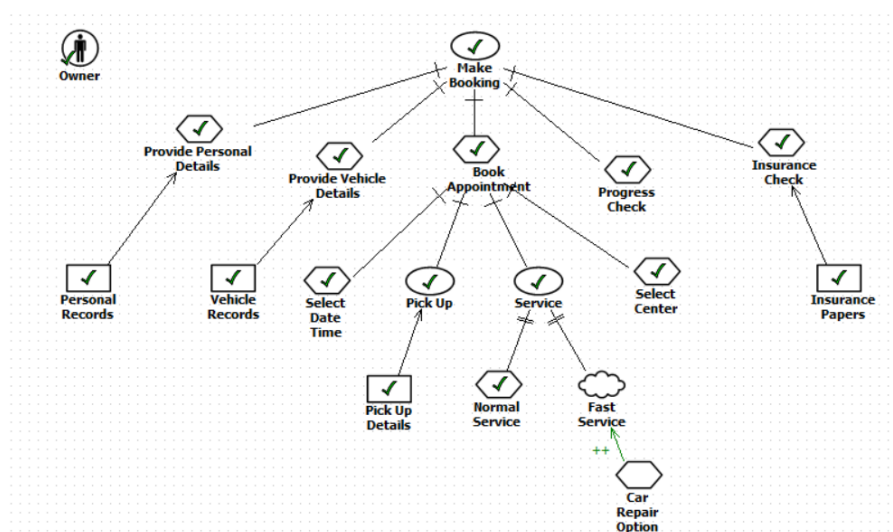 Owner
Make
Booking
Provide Personal
Details
Provide Vehicle
Details
Book
Appointment
Progress
Check
Insurance
Check
Personal
Records
Vehicle
Records
Select
Date
Time
Pick Up
Service
Select
Center
Insurance
Papers
Pick Up
Details
Normal
Service
Fast
Service
++
Car
Repair
Option